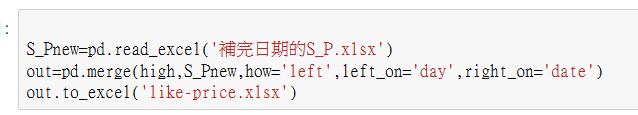 :
S_Pnew=pd.read_excel('補完日期的S_P.xlsx')
out=pd.merge(high,S_Pnew,how='left',left_on='day',right_on='date')
out.to_excel('like-price.xlsx')